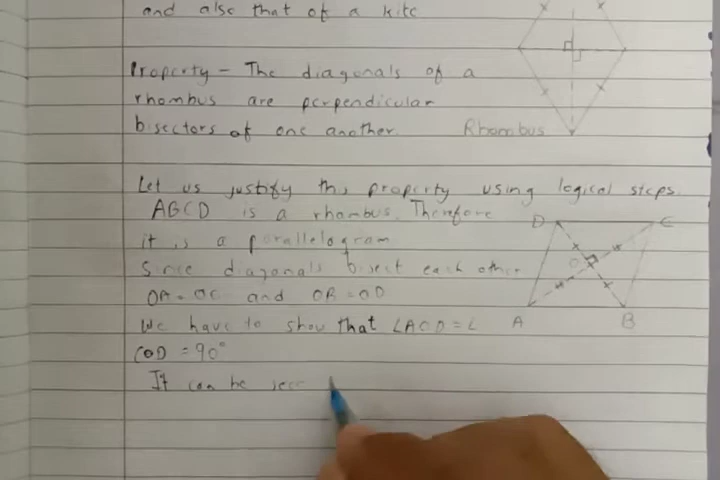 and also that of a kite
Property - The diagonals of a
rhombus are perpendicular
bisectors of one another.
Rhombus
Let us justify this property using logical steps.
ABCD is a rhombus. Therefore
it is a parallelogram
Since diagonals bisect each other
OA = OC and OB = OD
We have to show that ∠AOD = ∠
COD = 90°
It can be seen
D C
O
A B